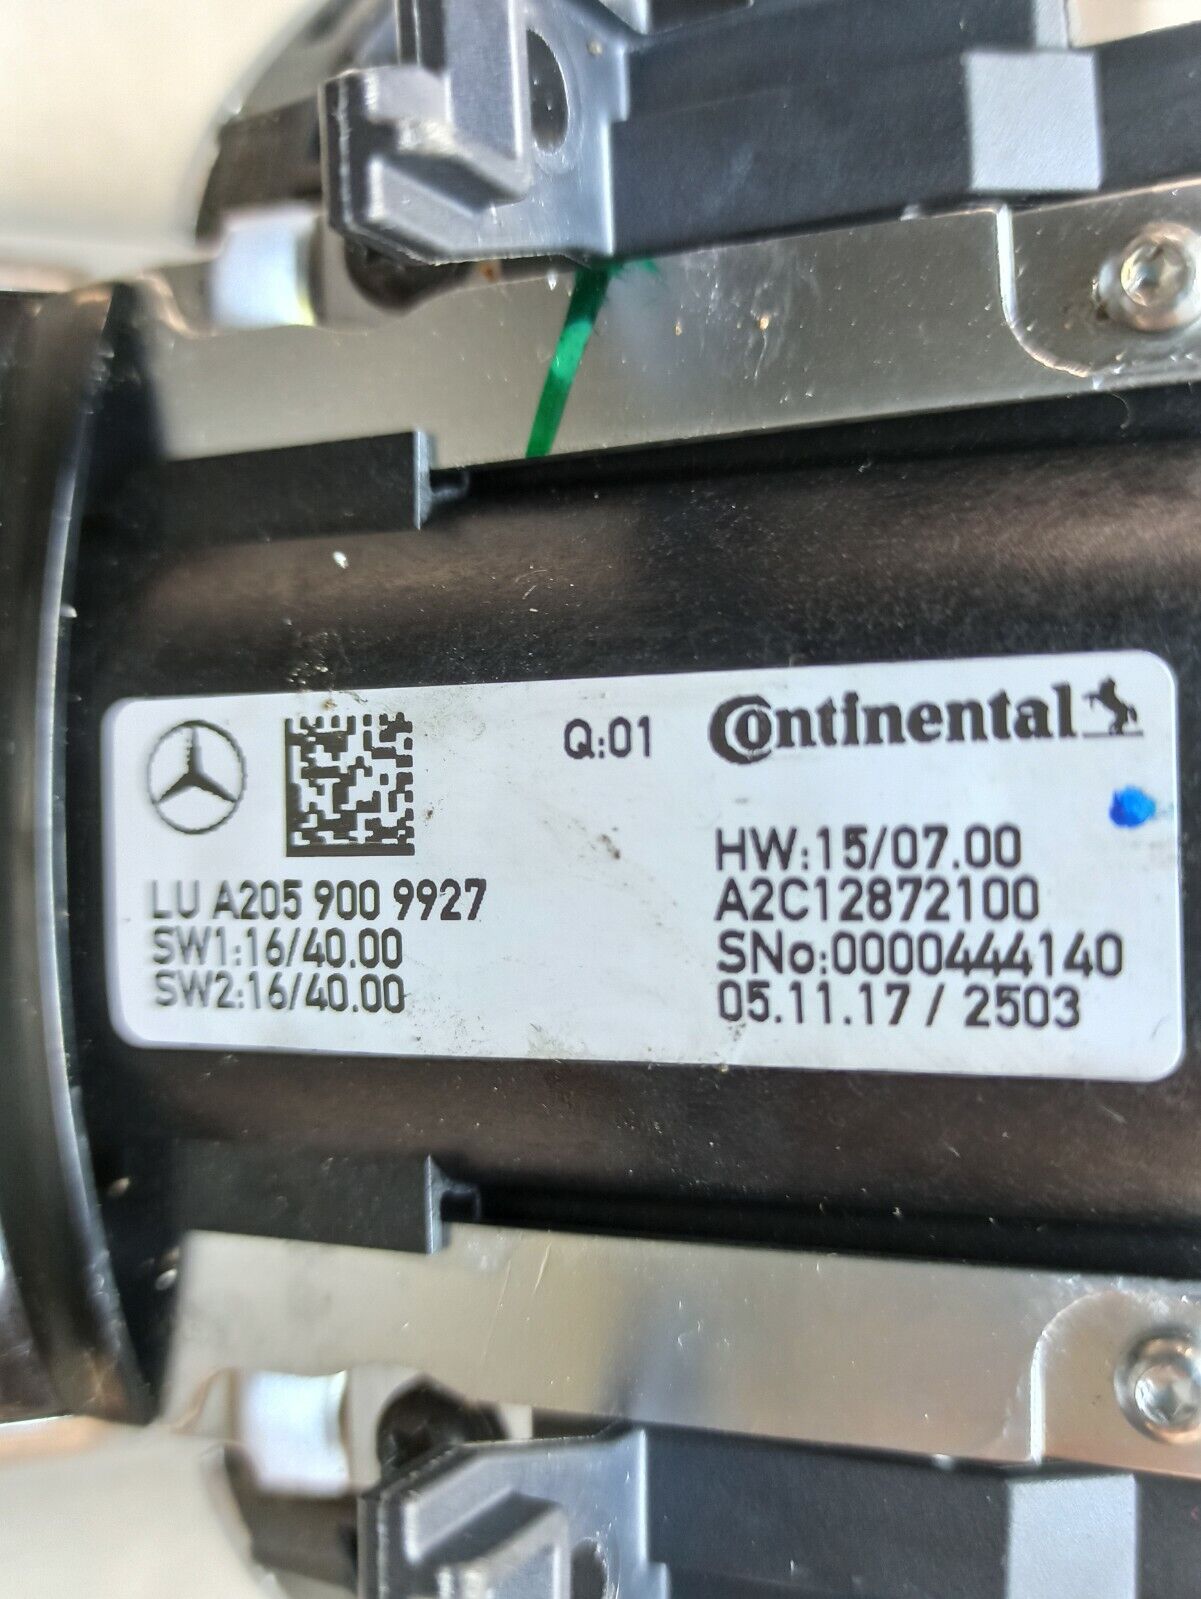 Q:01
Continental
LU A205 900 9927
SW1:16/40.00
SW2:16/40.00
HW:15/07.00
A2C12872100
SNo:0000444140
05.11.17 / 2503